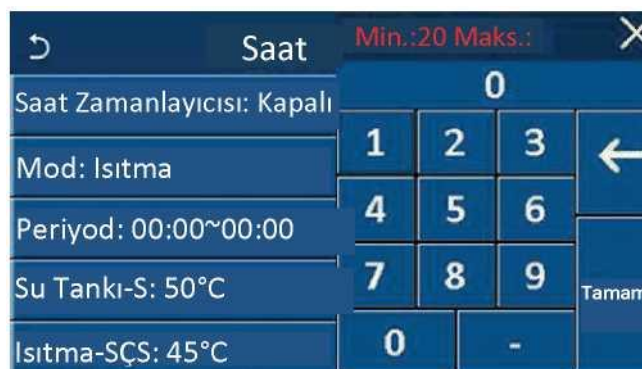 Saat
Saat Zamanlayıcısı: Kapalı
Mod: Isıtma
Periyod: 00:00~00:00
Su Tankı-S: 50°C
Isıtma-SÇS: 45°C
Min.:20 Maks.:
0
1 2 3
4 5 6
7 8 9
Tamam
0 -